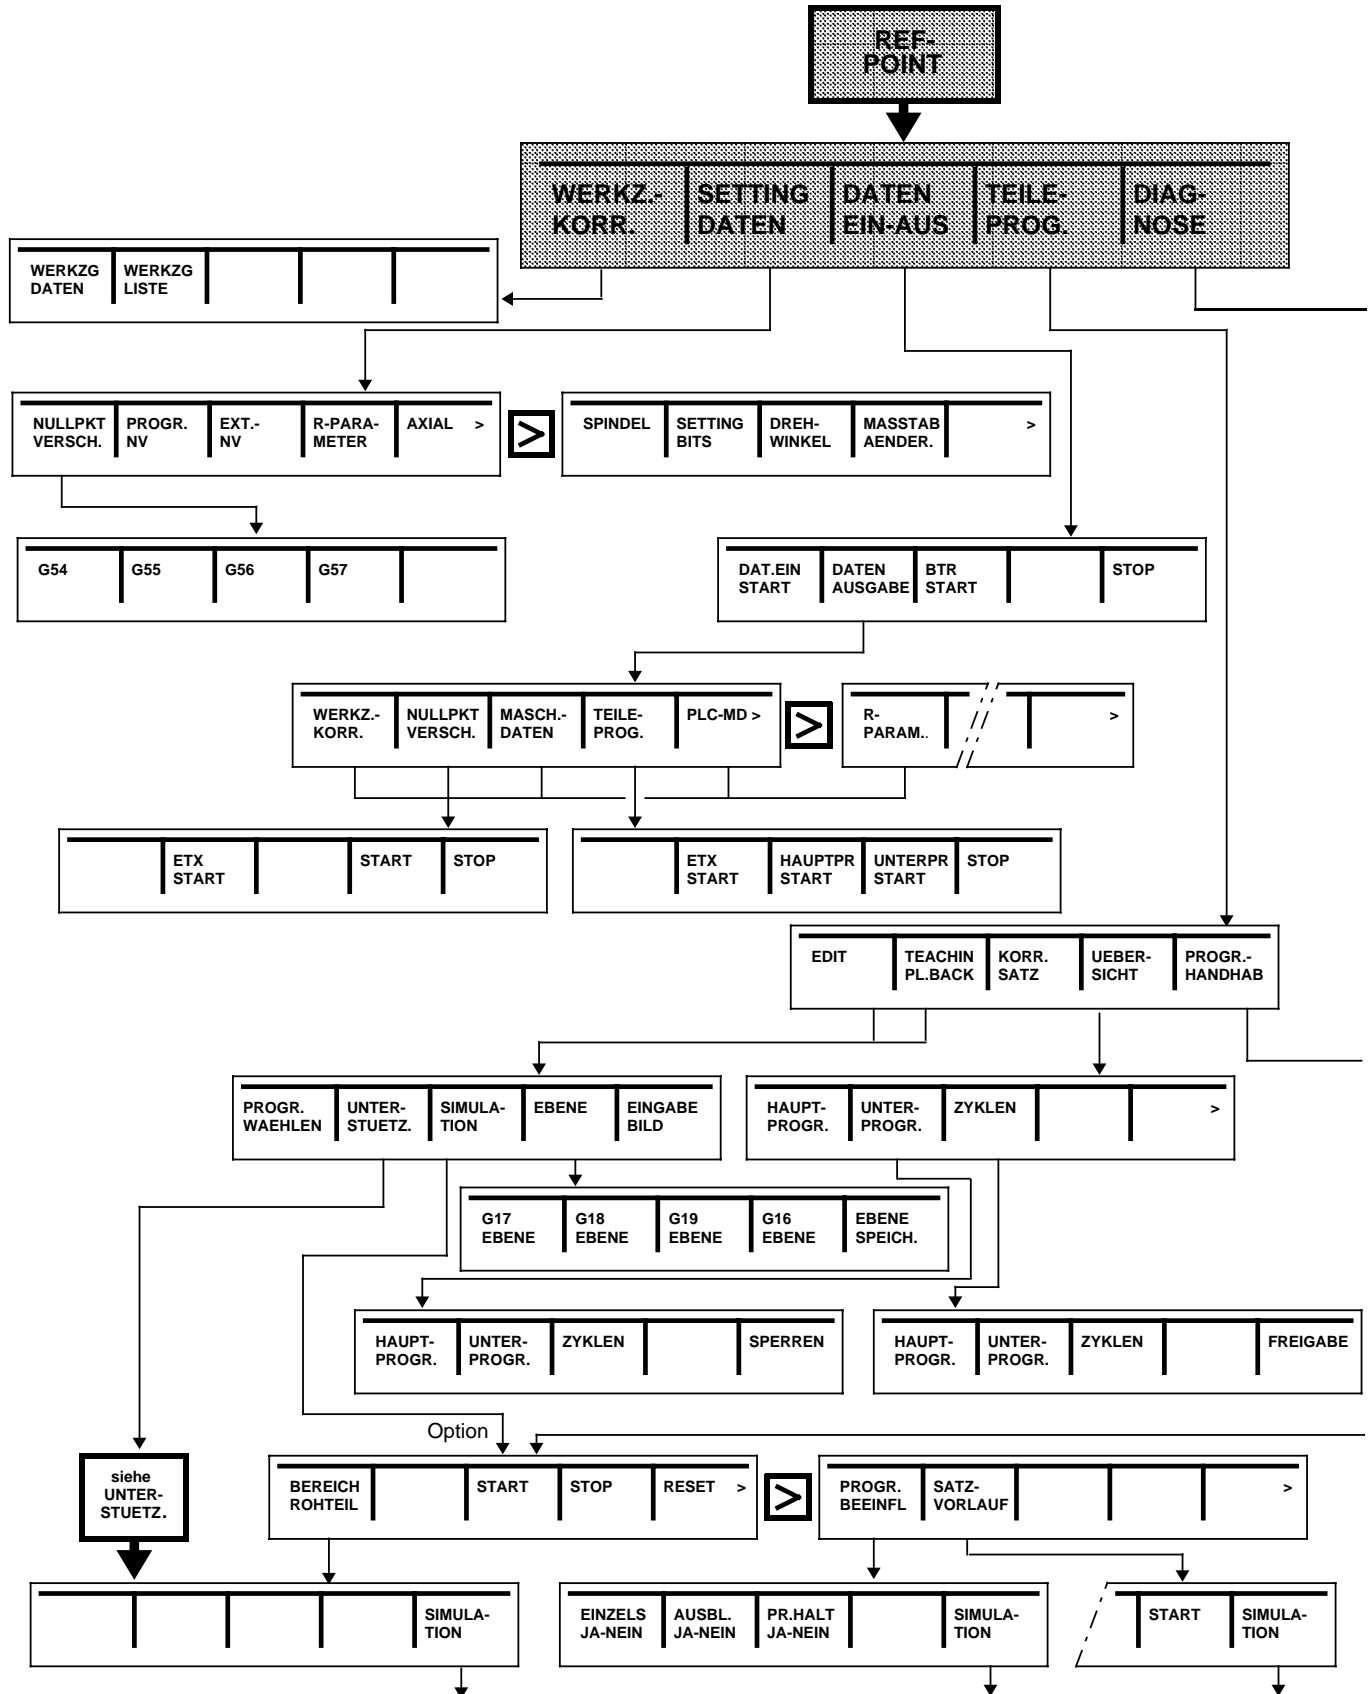 REF-
POINT
WERKZ.-
KORR.
SETTING
DATEN
DATEN
EIN-AUS
TEILE-
PROG.
DIAG-
NOSE
WERKZG
DATEN
WERKZG
LISTE
NULLPKT
VERSCH.
PROGR.
NV
EXT.-
NV
R-PARA-
METER
AXIAL >
>
SPINDEL
SETTING
BITS
DREH-
WINKEL
MASSTAB
AENDER.
>
G54
G55
G56
G57
DAT.EIN
START
DATEN
AUSGABE
BTR
START
STOP
WERKZ.-
KORR.
NULLPKT
VERSCH.
MASCH.-
DATEN
TEILE-
PROG.
PLC-MD >
>
R-
PARAM..
>
ETX
START
START
STOP
ETX
START
HAUPTPR
START
UNTERPR
START
STOP
EDIT
TEACHIN
PL.BACK
KORR.
SATZ
UEBER-
SICHT
PROGR.-
HANDHAB
PROGR.
WAEHLEN
UNTER-
STUETZ.
SIMULA-
TION
EBENE
EINGABE
BILD
HAUPT-
PROGR.
UNTER-
PROGR.
ZYKLEN
>
G17
EBENE
G18
EBENE
G19
EBENE
G16
EBENE
EBENE
SPEICH.
HAUPT-
PROGR.
UNTER-
PROGR.
ZYKLEN
SPERREN
HAUPT-
PROGR.
UNTER-
PROGR.
ZYKLEN
FREIGABE
Option
siehe
UNTER-
STUETZ.
BEREICH
ROHTEIL
START
STOP
RESET >
>
PROGR.
BEEINFL
SATZ-
VORLAUF
>
SIMULA-
TION
EINZELS
JA-NEIN
AUSBL.
JA-NEIN
PR.HALT
JA-NEIN
SIMULA-
TION
START
SIMULA-
TION